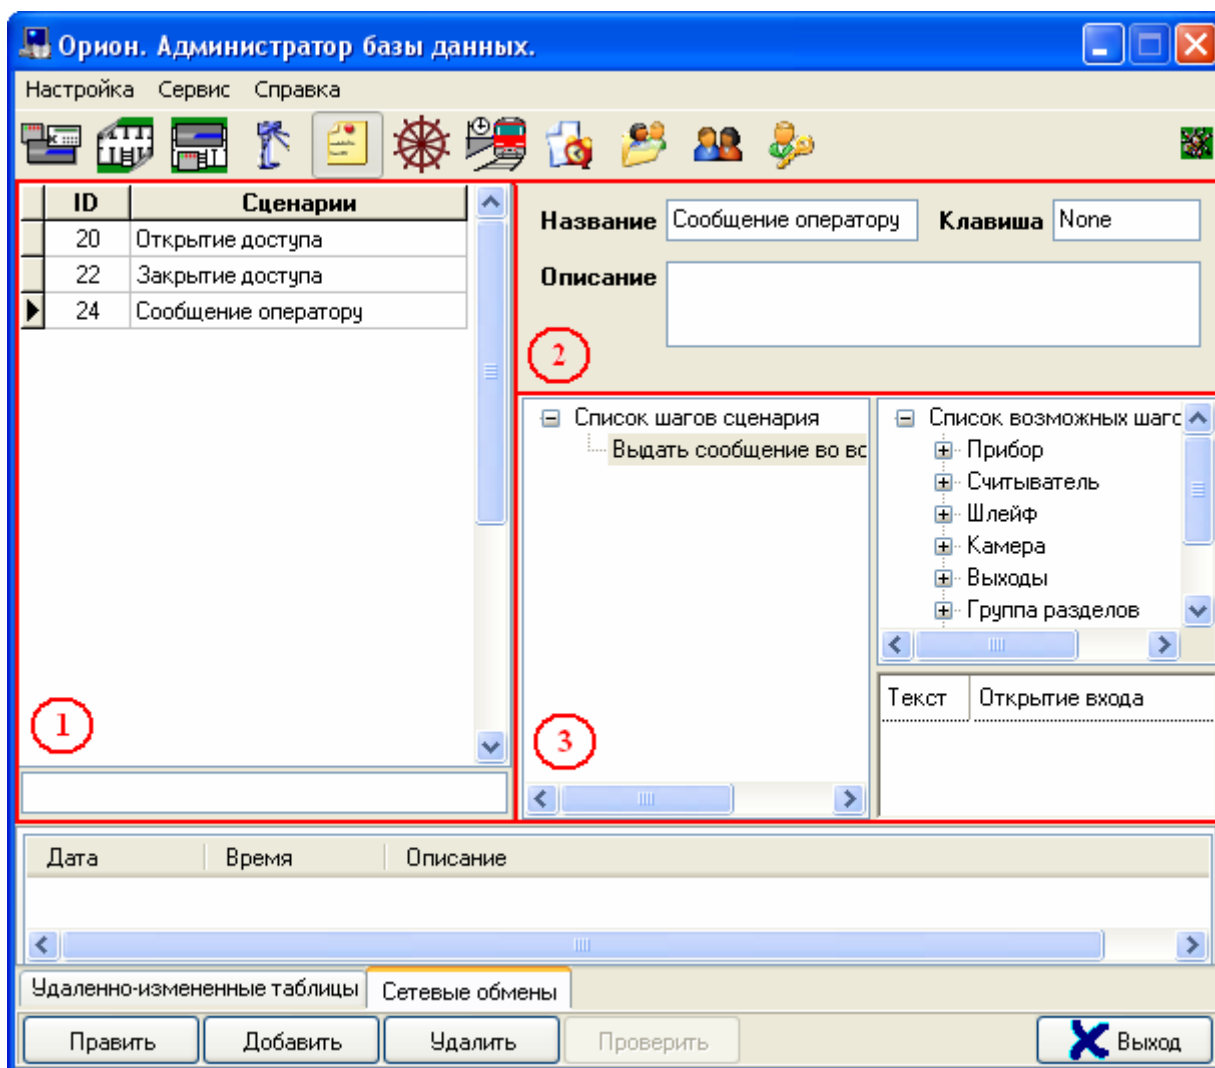 Орион. Администратор базы данных.
Настройка Сервис Справка
ID Сценарии
20 Открытие доступа
22 Закрытие доступа
24 Сообщение оператору
1
Название Сообщение оператору Клавиша None
Описание
2
Список шагов сценария
Выдать сообщение во вс
3
Список возможных шагс
Прибор
Считыватель
Шлейф
Камера
Выходы
Группа разделов
Текст Открытие входа
Дата Время Описание
Удаленно-измененные таблицы Сетевые обмены
Править Добавить Удалить Проверить Выход